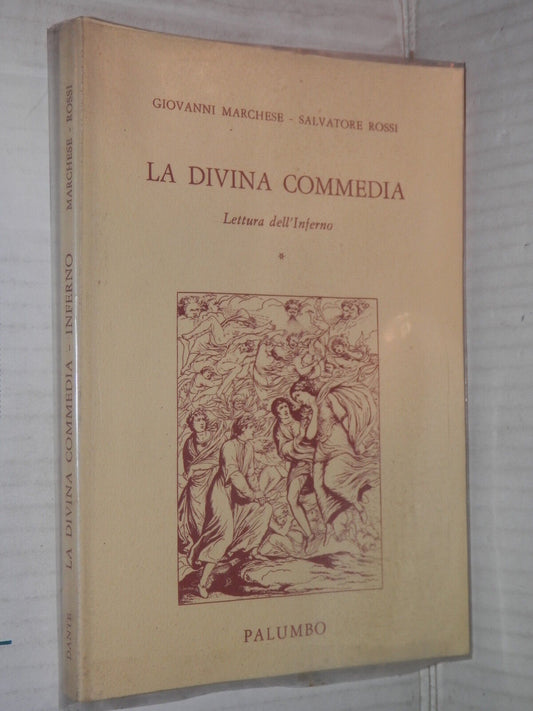 GIOVANNI MARCHESE - SALVATORE ROSSI
LA DIVINA COMMEDIA
Lettura dell'Inferno
*
PALUMBO
DANTE LA DIVINA COMMEDIA - INFERNO MARCHESE - ROSSI